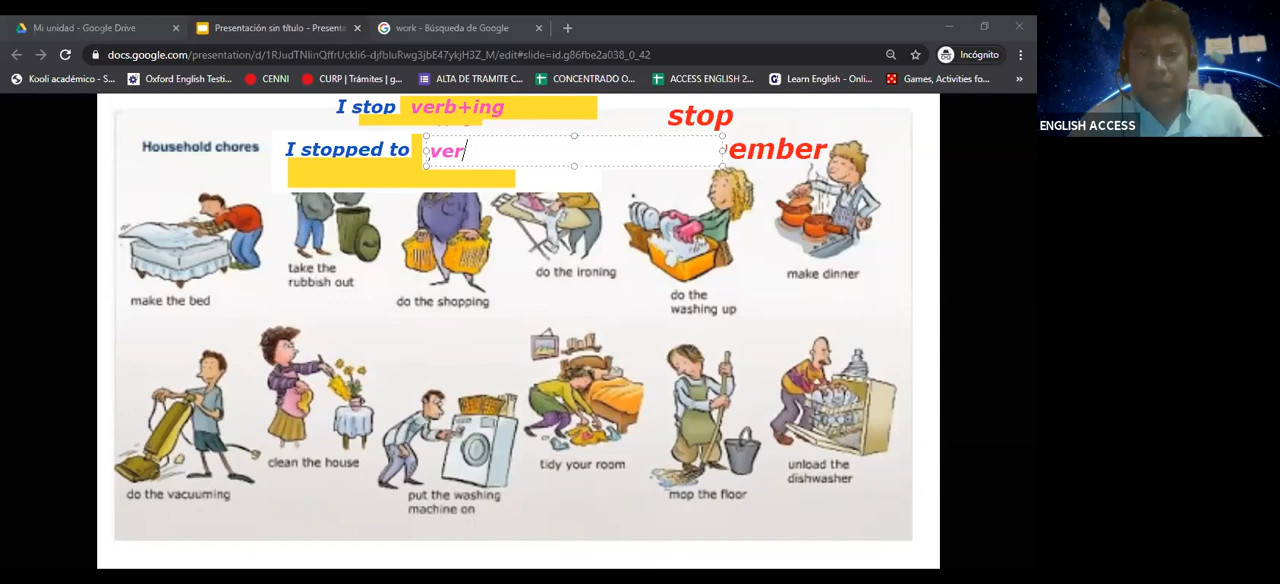 Mi unidad - Google Drive
Presentación sin título - Presenta
work - Búsqueda de Google
docs.google.com/presentation/d/1RJudTNlinQffrUckli6-djfbluRwg3jbE47ykjH3Z_M/edit#slide=id.g86fbe2a038_0_42
Incógnito
Kooli académico - S...
Oxford English Testi...
CENNI
CURP | Trámites | g...
ALTA DE TRAMITE C...
CONCENTRADO O...
ACCESS ENGLISH 2...
Learn English - Onli...
Games, Activities fo...
ENGLISH ACCESS
I stop verb+ing
stop
Household chores
I stopped to ver
ember
make the bed
take the
rubbish out
do the shopping
do the ironing
do the
washing up
make dinner
do the vacuuming
clean the house
put the washing
machine on
tidy your room
mop the floor
unload the
dishwasher